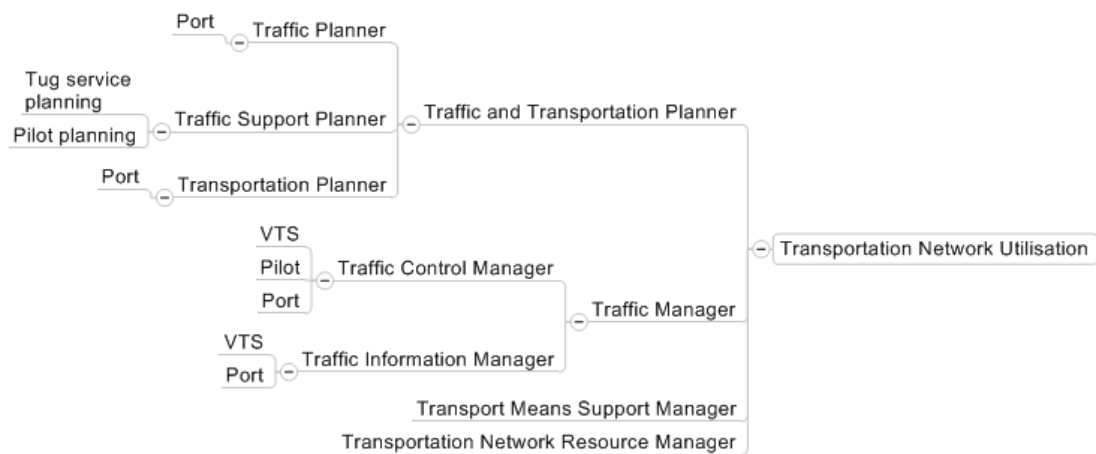 Port
Traffic Planner
Tug service
planning
Pilot planning
Traffic Support Planner
Traffic and Transportation Planner
Port
Transportation Planner
VTS
Pilot
Port
Traffic Control Manager
Transportation Network Utilisation
Traffic Manager
VTS
Port
Traffic Information Manager
Transport Means Support Manager
Transportation Network Resource Manager